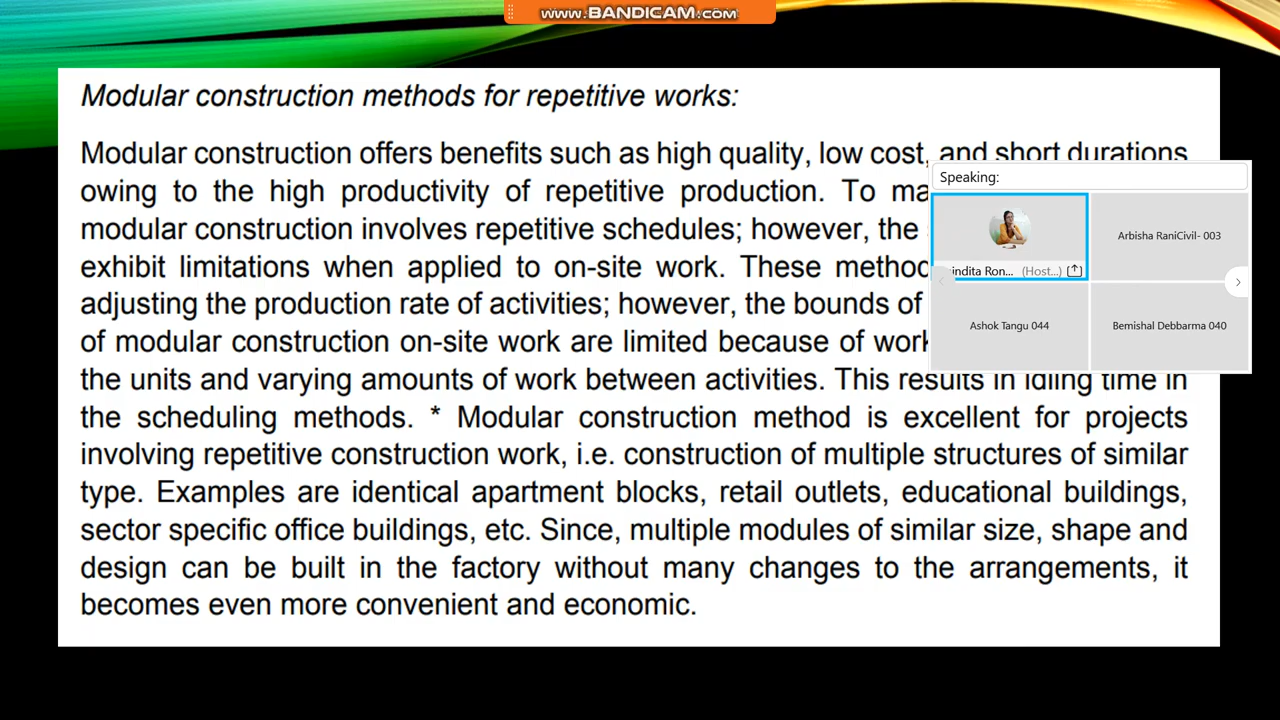 www.BANDICAM.com
Modular construction methods for repetitive works:
Modular construction offers benefits such as high quality, low cost, and short durations
owing to the high productivity of repetitive production. To
modular construction involves repetitive schedules; however, the
exhibit limitations when applied to on-site work. These
adjusting the production rate of activities; however, the bounds of
of modular construction on-site work are limited because of
the units and varying amounts of work between activities. This results in idling time in
the scheduling methods. * Modular construction method is excellent for projects
involving repetitive construction work, i.e. construction of multiple structures of similar
type. Examples are identical apartment blocks, retail outlets, educational buildings,
sector specific office buildings, etc. Since, multiple modules of similar size, shape and
design can be built in the factory without many changes to the arrangements, it
becomes even more convenient and economic.
Speaking:
Ron... (Host...)
Arbisha RaniCivil- 003
Ashok Tangu 044
Bemishal Debbarma 040